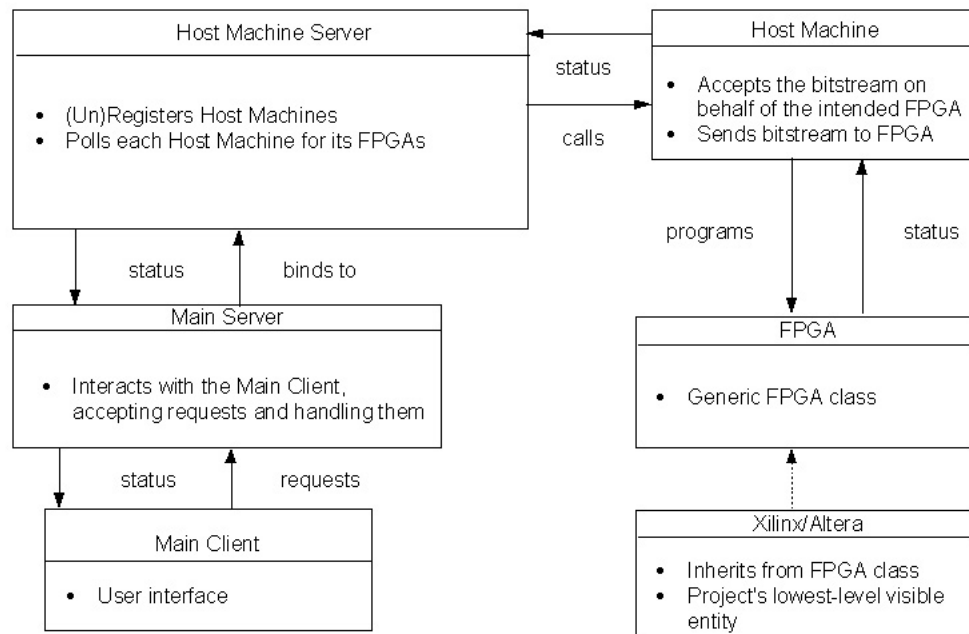 Host Machine Server
• (Un)Registers Host Machines
• Polls each Host Machine for its FPGAs
status
calls
Host Machine
• Accepts the bitstream on
behalf of the intended FPGA
• Sends bitstream to FPGA
status
binds to
programs
status
Main Server
• Interacts with the Main Client,
accepting requests and handling them
FPGA
• Generic FPGA class
status
requests
Main Client
• User interface
Xilinx/Altera
• Inherits from FPGA class
• Project's lowest-level visible
entity